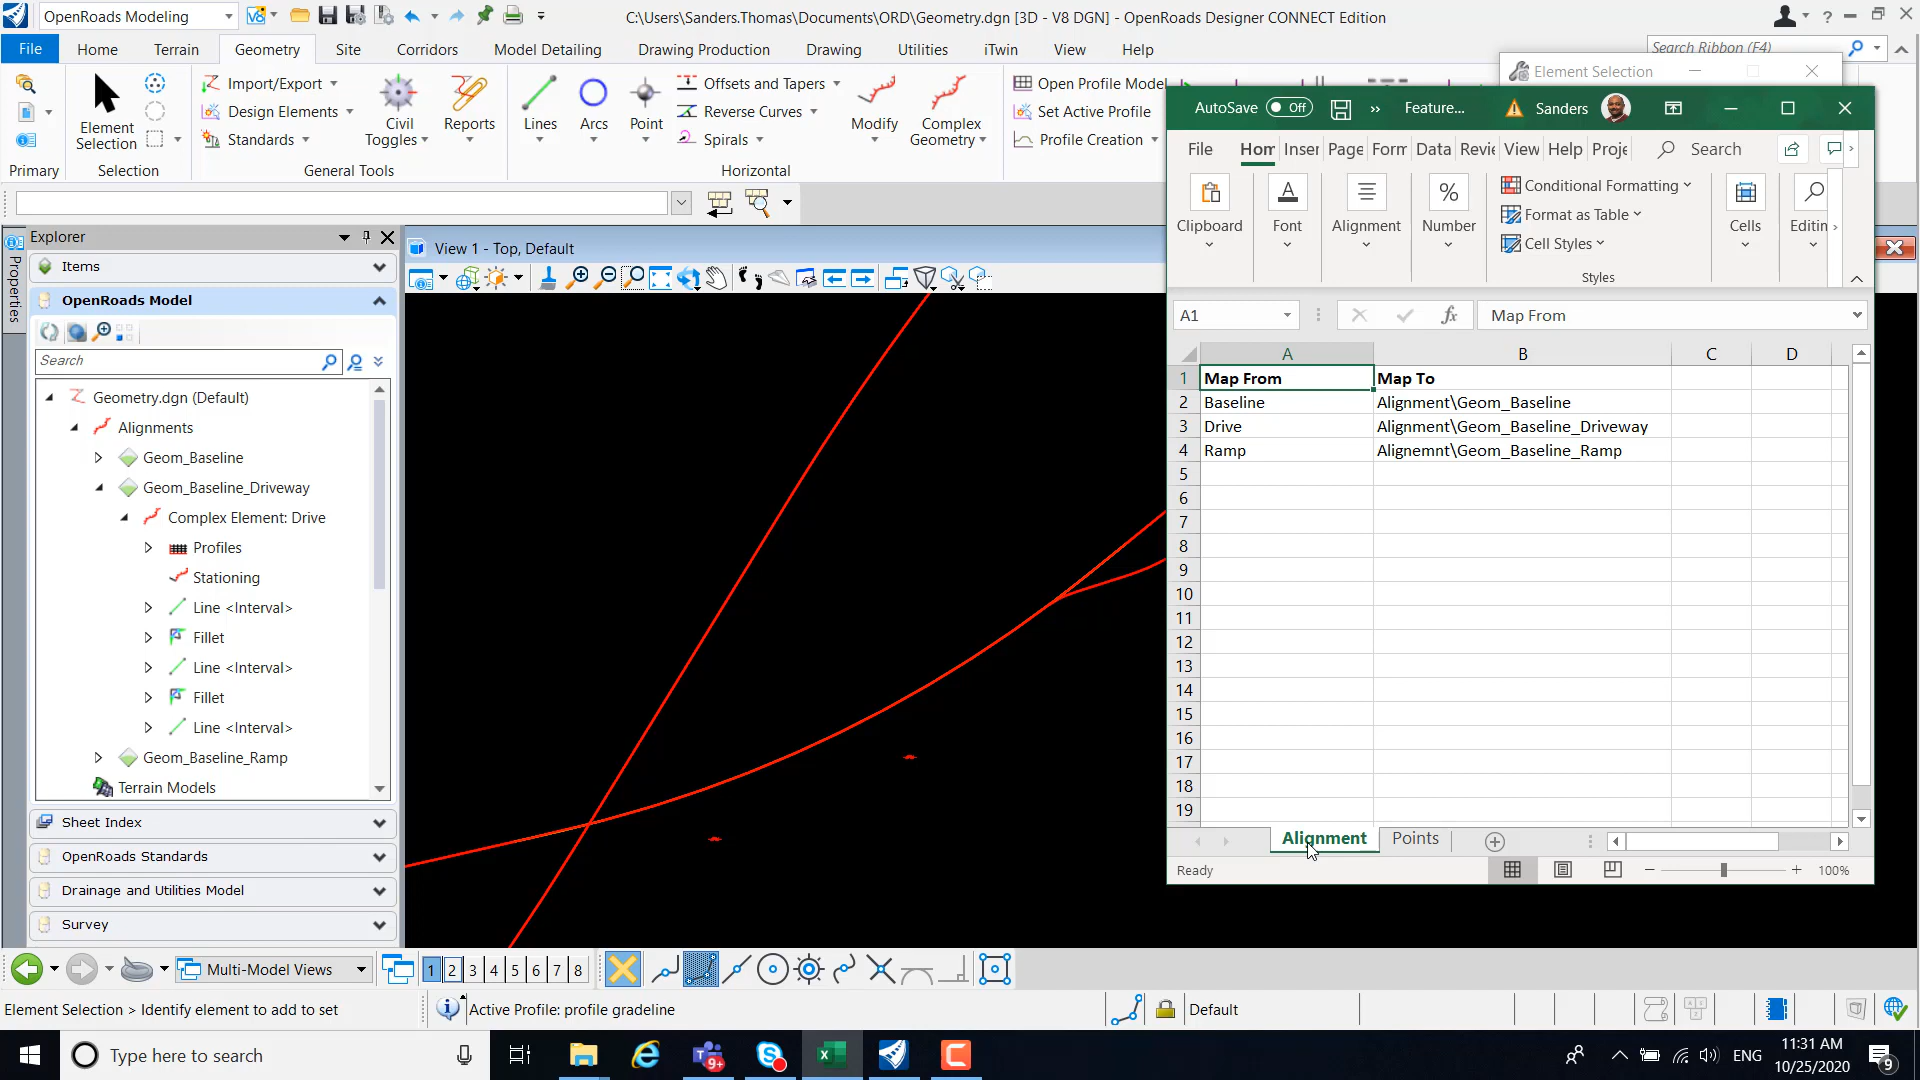 OpenRoads Modeling
C:\Users\Sanders.Thomas\Documents\ORD\Geometry.dgn [3D - V8 DGN] - OpenRoads Designer CONNECT Edition
File Home Terrain Geometry Site Corridors Model Detailing Drawing Production Drawing Utilities iTwin View Help
Search Ribbon (F4)
Element Selection
Primary
Element
Selection
Selection
Import/Export
Design Elements
Standards
Civil
Toggles
Reports
General Tools
Lines
Arcs
Point
Offsets and Tapers
Reverse Curves
Spirals
Modify
Complex
Geometry
Horizontal
Open Profile Model
Set Active Profile
Profile Creation
AutoSave Off
Feature...
Sanders
File Hom Inser Page Form Data Revie View Help Proje
Search
Clipboard
Font
Alignment
Number
Conditional Formatting
Format as Table
Cell Styles
Styles
Cells
Editin
A1
fx
Map From
A B C D
1 Map From Map To
2 Baseline Alignment\Geom_Baseline
3 Drive Alignment\Geom_Baseline_Driveway
4 Ramp Alignemnt\Geom_Baseline_Ramp
5
6
7
8
9
10
11
12
13
14
15
16
17
18
19
Alignment Points
Ready
100%
Properties
Explorer
Items
OpenRoads Model
Search
Geometry.dgn (Default)
Alignments
Geom_Baseline
Geom_Baseline_Driveway
Complex Element: Drive
Profiles
Stationing
Line <Interval>
Fillet
Line <Interval>
Fillet
Line <Interval>
Geom_Baseline_Ramp
Terrain Models
Sheet Index
OpenRoads Standards
Drainage and Utilities Model
Survey
View 1 - Top, Default
Multi-Model Views
1 2 3 4 5 6 7 8
Element Selection > Identify element to add to set
Active Profile: profile gradeline
Default
Type here to search
9+
ENG
11:31 AM
10/25/2020
9